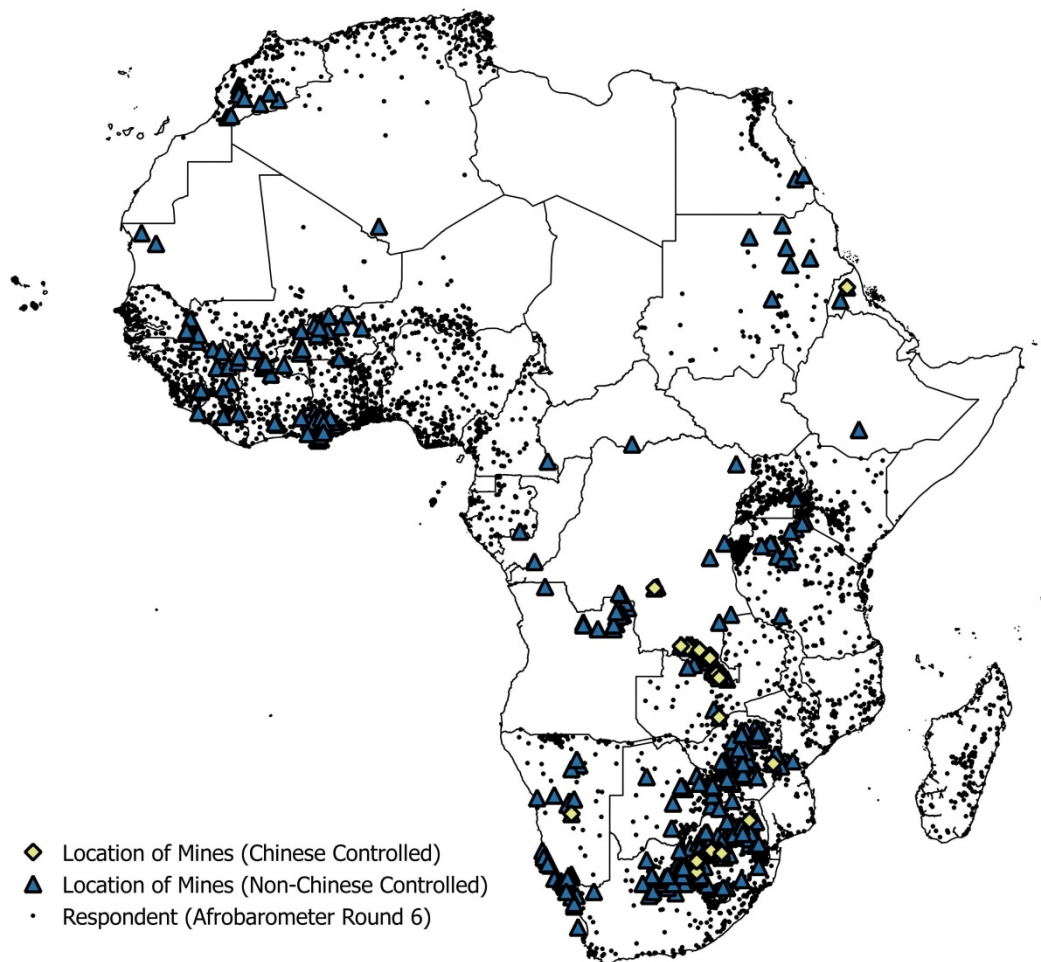 Location of Mines (Chinese Controlled)
Location of Mines (Non-Chinese Controlled)
Respondent (Afrobarometer Round 6)